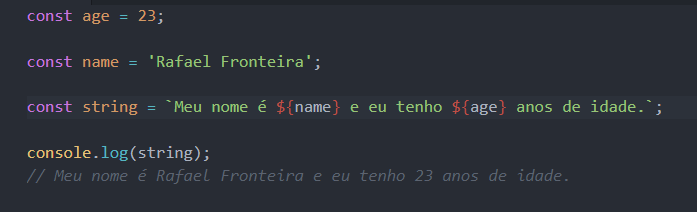 const age = 23;
const name = 'Rafael Fronteira';
const string = `Meu nome é ${name} e eu tenho ${age} anos de idade.`;
console.log(string);
// Meu nome é Rafael Fronteira e eu tenho 23 anos de idade.